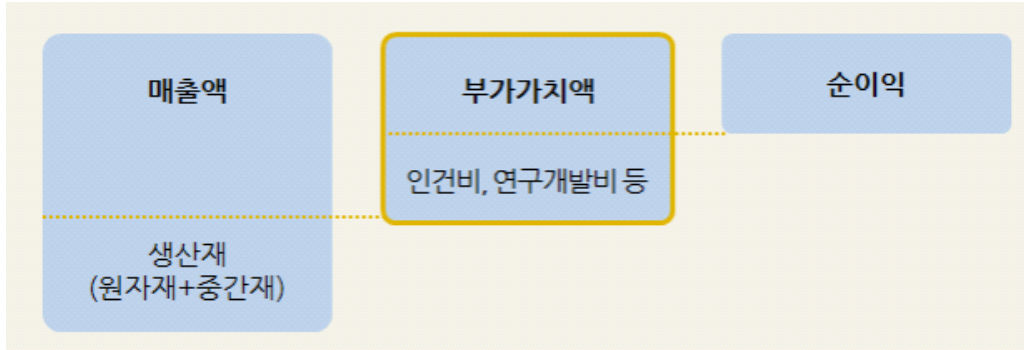 매출액
생산재
(원자재+중간재)
부가가치액
인건비, 연구개발비 등
순이익